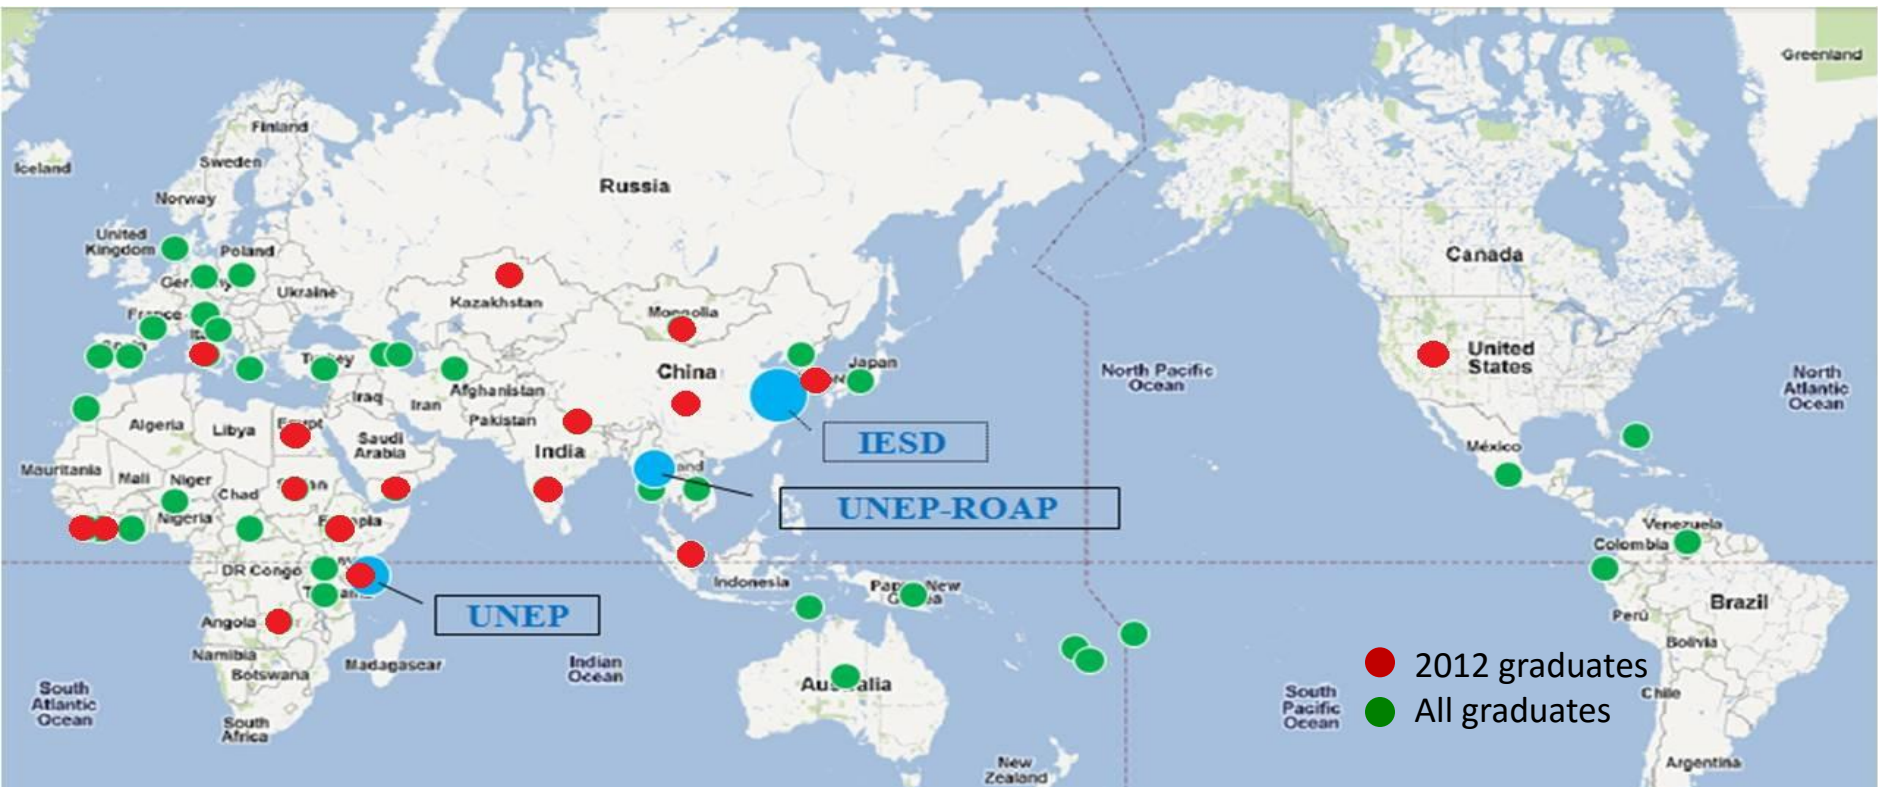 Greenland
Finland
Iceland
Sweden
Russia
Norway
United
Kingdom
Poland
Canada
Ukraine
Kazakhstan
Mongolia
United
States
Japan
China
North Pacific
Ocean
North
Atlantic
Ocean
Afghanistan
Iraq
Iran
Pakistan
Algeria
Libya
Saudi
Arabia
India
IESD
México
Mauritania
Mali
Niger
Chad
and
UNEP-ROAP
Nigeria
Venezuela
Colombia
DR Congo
Indonesia
UNEP
Angola
Brazil
Perú
Namibia
Botswana
Madagascar
Indian
Ocean
Bolivia
2012 graduates
All graduates
South
Atlantic
Ocean
South
Pacific
Ocean
Chile
South
Africa
New
Zealand
Argentina